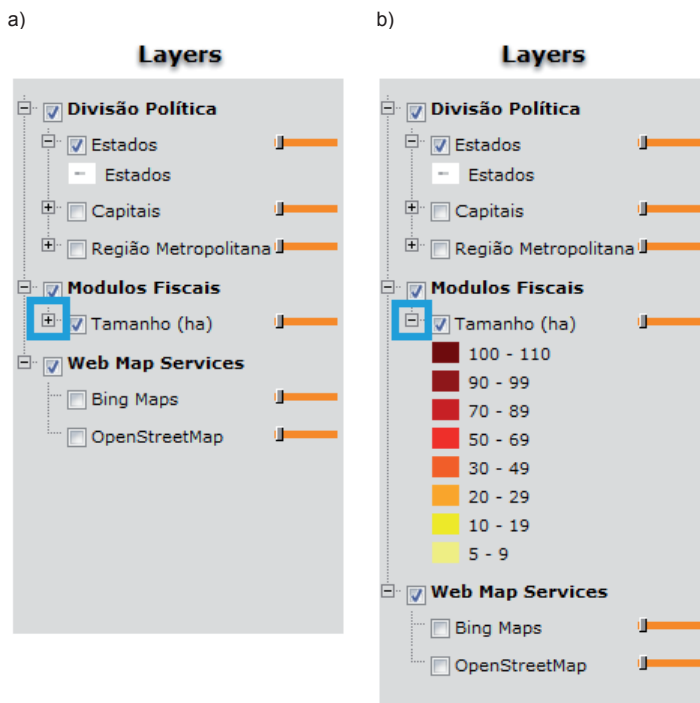 a)
Layers
Divisão Política
Estados
Estados
Capitais
Região Metropolitana
Modulos Fiscais
Tamanho (ha)
Web Map Services
Bing Maps
OpenStreetMap
b)
Layers
Divisão Política
Estados
Estados
Capitais
Região Metropolitana
Modulos Fiscais
Tamanho (ha)
100 - 110
90 - 99
70 - 89
50 - 69
30 - 49
20 - 29
10 - 19
5 - 9
Web Map Services
Bing Maps
OpenStreetMap